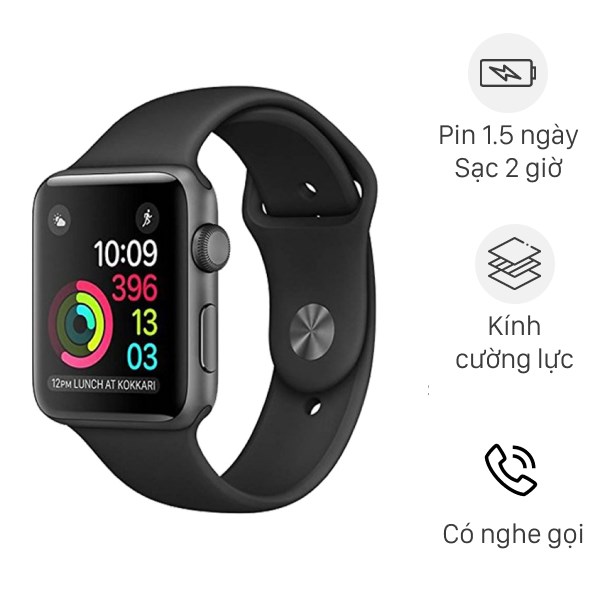 10:09
396
13
03
12PM LUNCH AT KOKKARI
Pin 1.5 ngày
Sạc 2 giờ
Kính
cường lực
Có nghe gọi